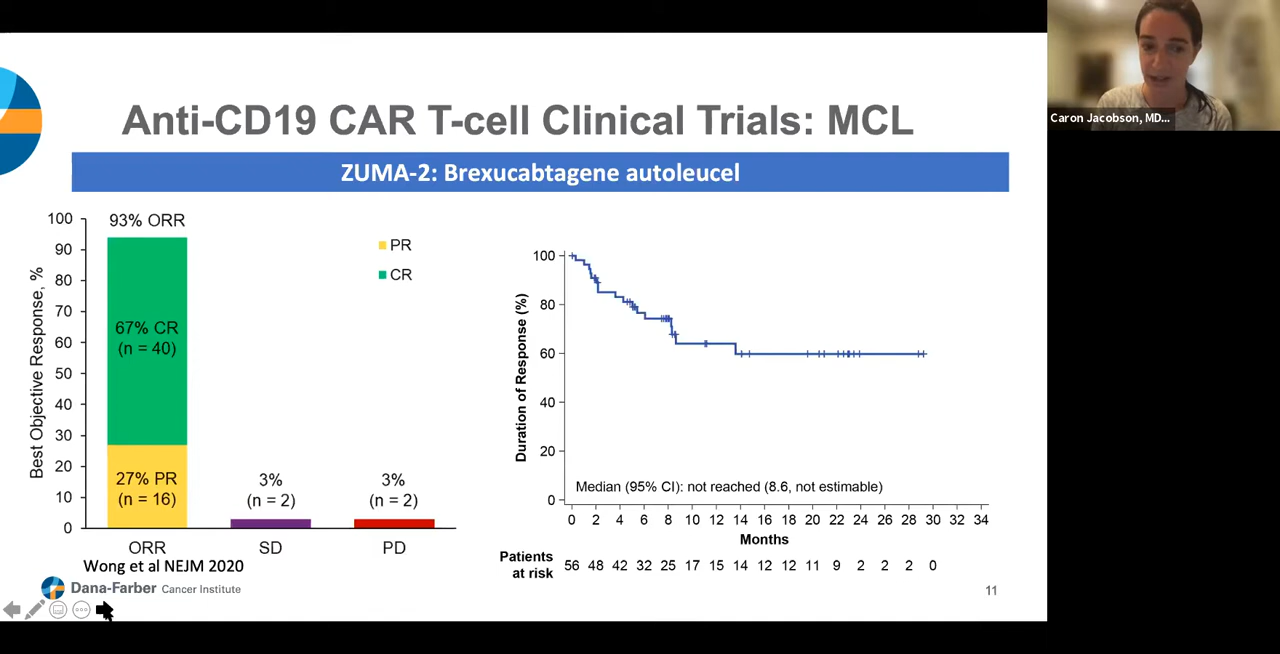 Anti-CD19 CAR T-cell Clinical Trials: MCL
Caron Jacobson, MD...
ZUMA-2: Brexucabtagene autoleucel
Best Objective Response, %
100
90
80
70
60
50
40
30
20
10
0
93% ORR
67% CR
(n = 40)
27% PR
(n = 16)
3%
(n = 2)
3%
(n = 2)
ORR
SD
PD
PR
CR
Duration of Response (%)
100
80
60
40
20
0
Median (95% CI): not reached (8.6, not estimable)
0 2 4 6 8 10 12 14 16 18 20 22 24 26 28 30 32 34
Months
Patients
at risk
56 48 42 32 25 17 15 14 12 12 11 9 2 2 2 0
Wong et al NEJM 2020
Dana-Farber Cancer Institute
11